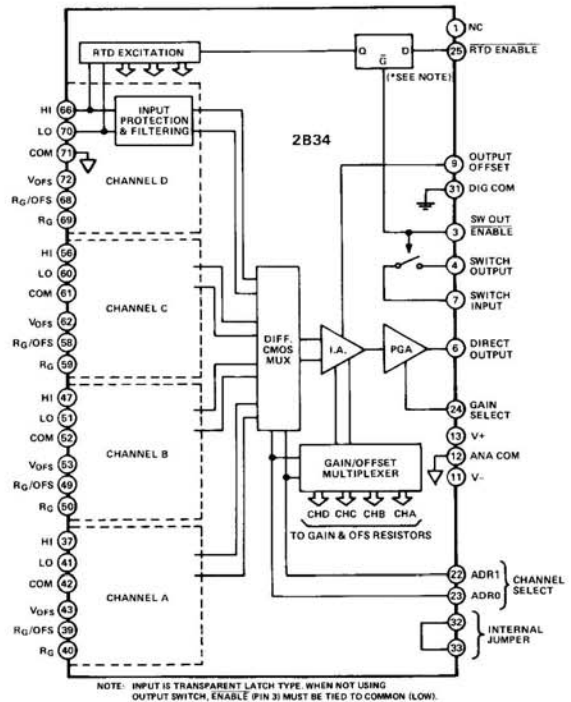 1 NC
RTD EXCITATION
Q D
G
25 RTD ENABLE
(*SEE NOTE)
HI 66
INPUT
PROTECTION
& FILTERING
2B34
LO 70
COM 71
9 OUTPUT
OFFSET
VOFS 72
CHANNEL D
31 DIG COM
RG/OFS 68
RG 69
3 SW OUT
ENABLE
HI 56
LO 60
4 SWITCH
OUTPUT
COM 61
CHANNEL C
7 SWITCH
INPUT
VOFS 62
RG/OFS 58
RG 59
DIFF.
CMOS
MUX
I.A.
PGA
6 DIRECT
OUTPUT
HI 47
LO 51
24 GAIN
SELECT
COM 52
CHANNEL B
13 V+
VOFS 53
12 ANA COM
RG/OFS 49
GAIN/OFFSET
MULTIPLEXER
11 V–
RG 50
CHD CHC CHB CHA
TO GAIN & OFS RESISTORS
HI 37
LO 41
COM 42
CHANNEL A
22 ADR1
23 ADR0
CHANNEL
SELECT
VOFS 43
RG/OFS 39
RG 40
32
33
INTERNAL
JUMPER
NOTE: INPUT IS TRANSPARENT LATCH TYPE. WHEN NOT USING
OUTPUT SWITCH, ENABLE (PIN 3) MUST BE TIED TO COMMON (LOW).